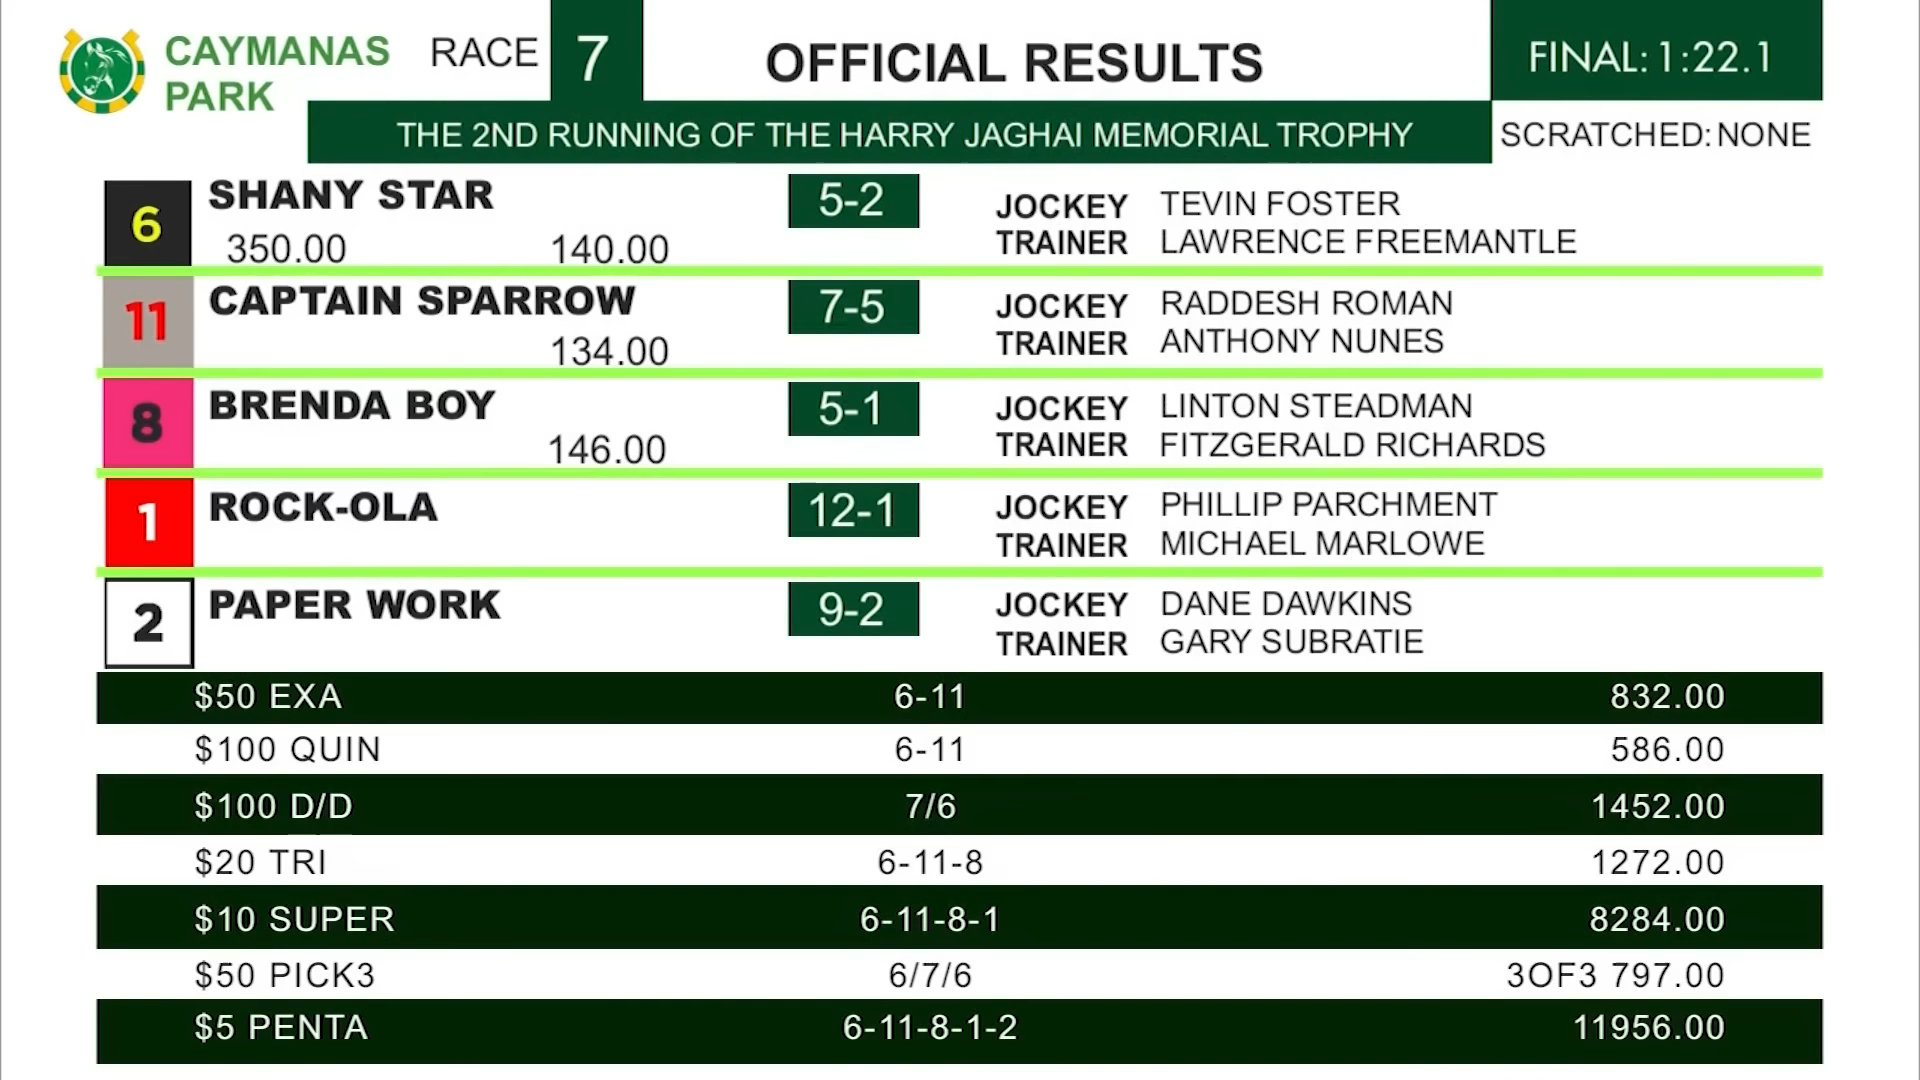 CAYMANAS
PARK
RACE 7
OFFICIAL RESULTS
FINAL: 1:22.1
THE 2ND RUNNING OF THE HARRY JAGHAI MEMORIAL TROPHY
SCRATCHED: NONE
6 SHANY STAR 5-2 JOCKEY TEVIN FOSTER
350.00 140.00 TRAINER LAWRENCE FREEMANTLE
11 CAPTAIN SPARROW 7-5 JOCKEY RADDESH ROMAN
134.00 TRAINER ANTHONY NUNES
8 BRENDA BOY 5-1 JOCKEY LINTON STEADMAN
146.00 TRAINER FITZGERALD RICHARDS
1 ROCK-OLA 12-1 JOCKEY PHILLIP PARCHMENT
TRAINER MICHAEL MARLOWE
2 PAPER WORK 9-2 JOCKEY DANE DAWKINS
TRAINER GARY SUBRATIE
$50 EXA 6-11 832.00
$100 QUIN 6-11 586.00
$100 D/D 7/6 1452.00
$20 TRI 6-11-8 1272.00
$10 SUPER 6-11-8-1 8284.00
$50 PICK3 6/7/6 3OF3 797.00
$5 PENTA 6-11-8-1-2 11956.00